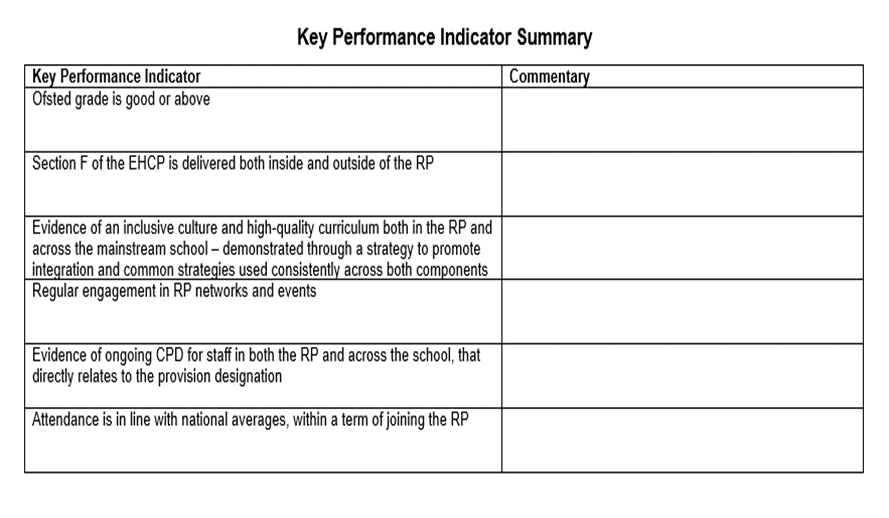 Key Performance Indicator Summary
Key Performance Indicator
Commentary
Ofsted grade is good or above
Section F of the EHCP is delivered both inside and outside of the RP
Evidence of an inclusive culture and high-quality curriculum both in the RP and
across the mainstream school – demonstrated through a strategy to promote
integration and common strategies used consistently across both components
Regular engagement in RP networks and events
Evidence of ongoing CPD for staff in both the RP and across the school, that
directly relates to the provision designation
Attendance is in line with national averages, within a term of joining the RP